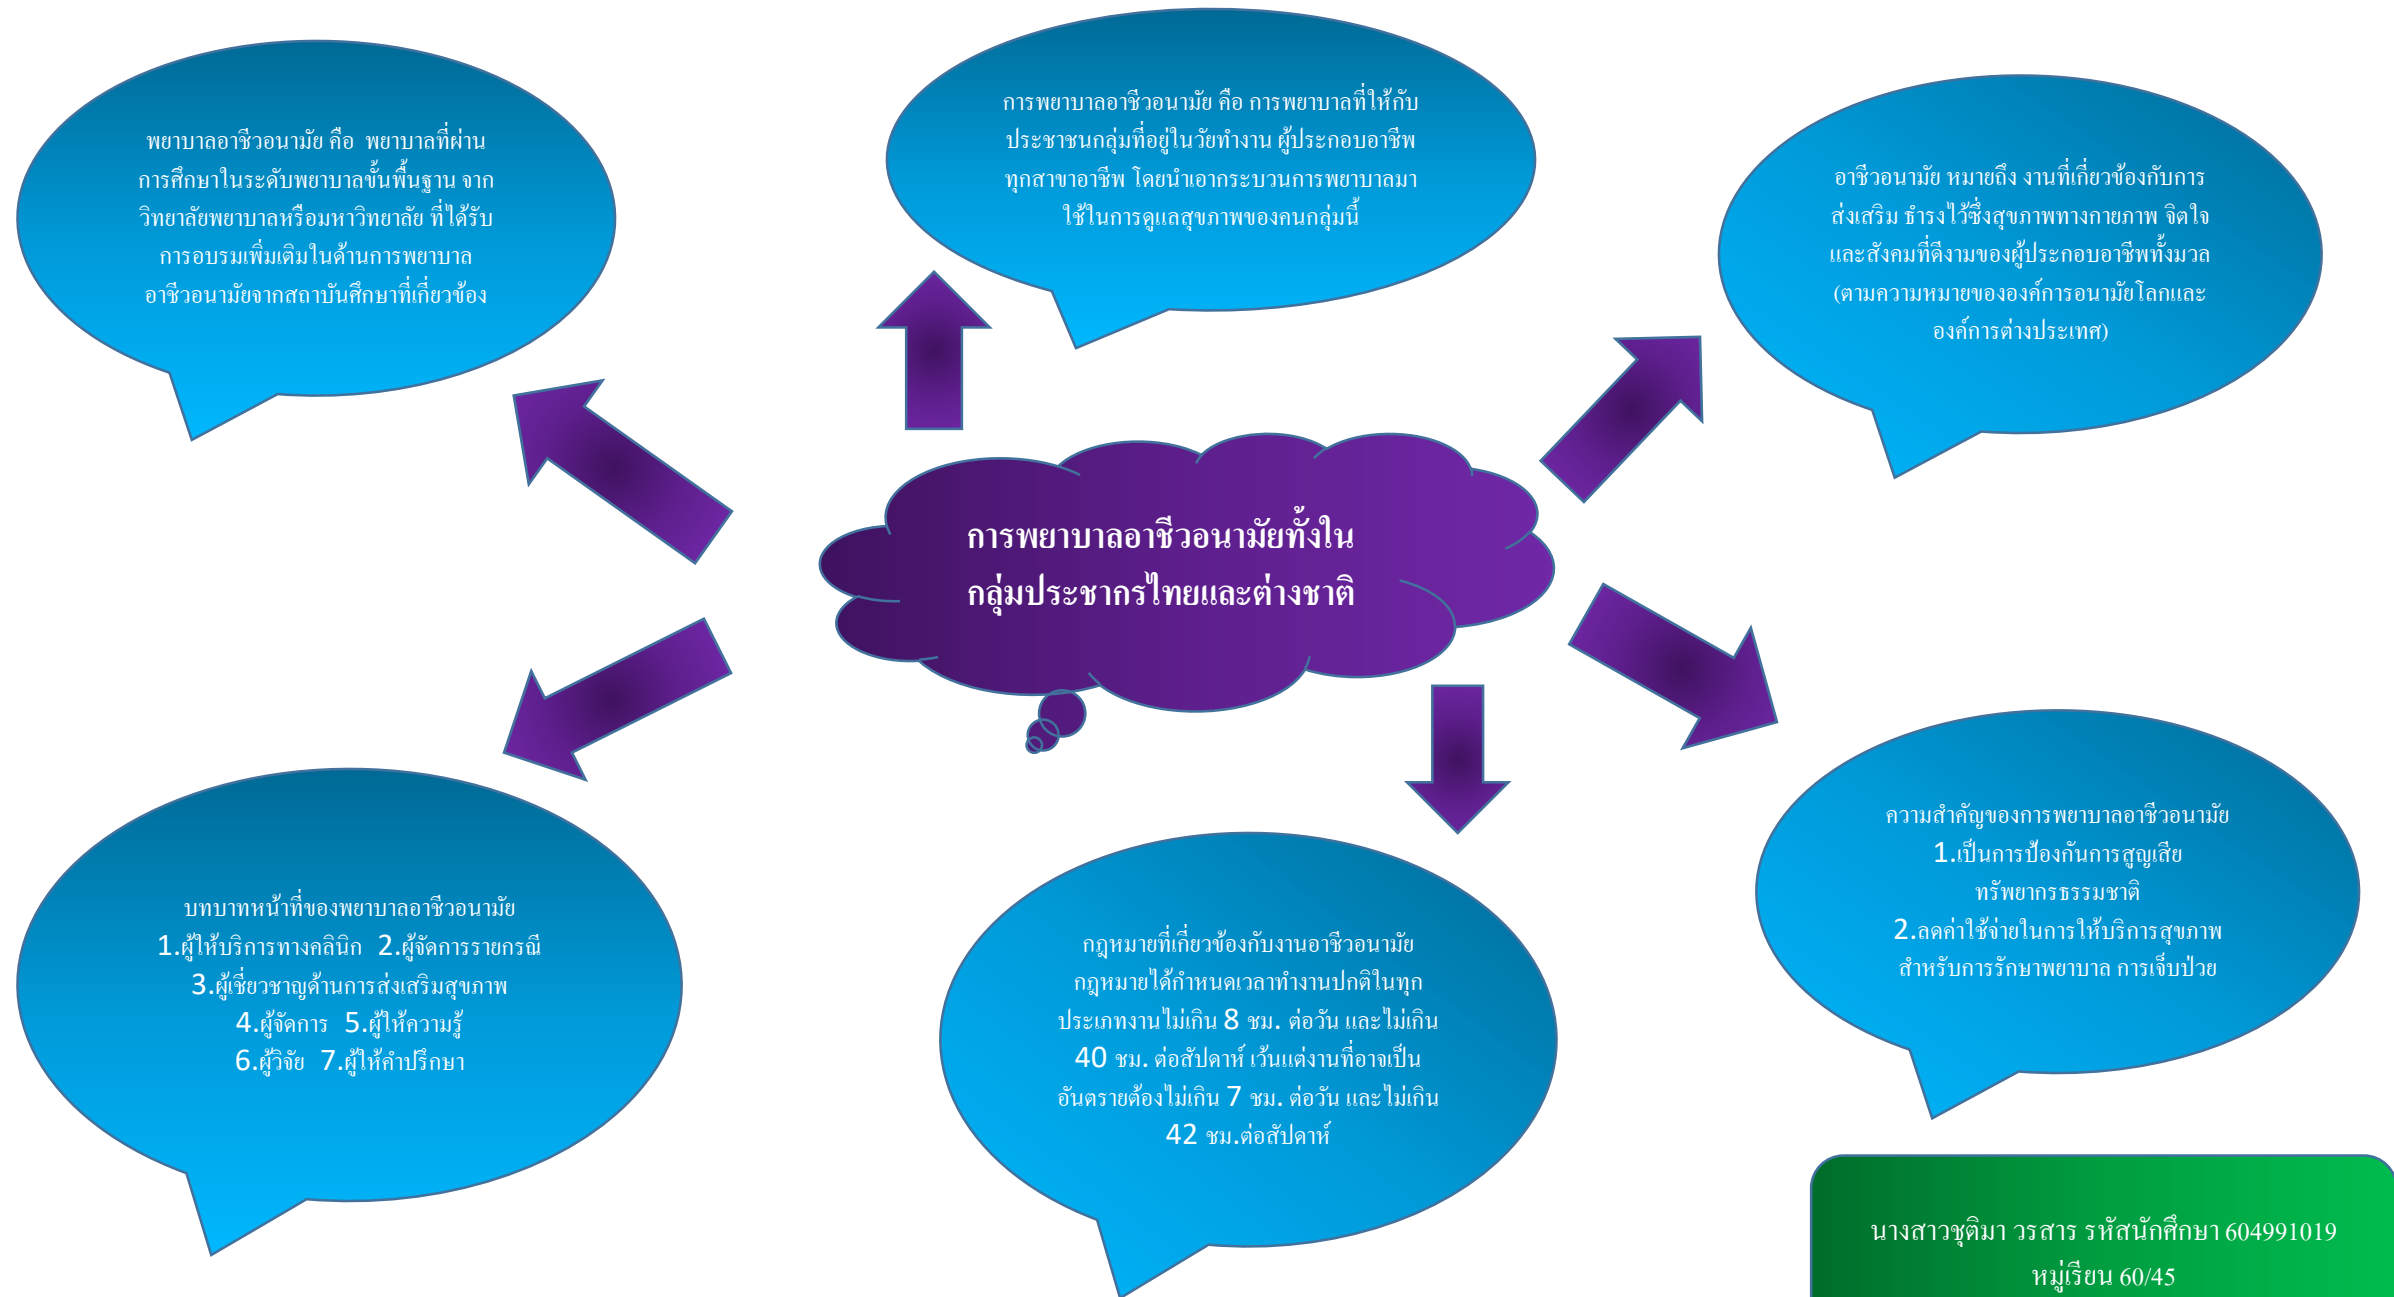 พยาบาลอาชีวอนามัย คือ  พยาบาลที่ผ่าน
การศึกษาในระดับพยาบาลขั้นพื้นฐาน จาก
วิทยาลัยพยาบาลหรือมหาวิทยาลัย ที่ได้รับ
การอบรมเพิ่มเติมในด้านการพยาบาล
อาชีวอนามัยจากสถาบันศึกษาที่เกี่ยวข้อง
การพยาบาลอาชีวอนามัย คือ การพยาบาลที่ให้กับ
ประชาชนกลุ่มที่อยู่ในวัยทำงาน ผู้ประกอบอาชีพ
ทุกสาขาอาชีพ โดยนำเอากระบวนการพยาบาลมา
ใช้ในการดูแลสุขภาพของคนกลุ่มนี้
อาชีวอนามัย หมายถึง งานที่เกี่ยวข้องกับการ
ส่งเสริม ธำรงไว้ซึ่งสุขภาพทางกายภาพ จิตใจ
และสังคมที่ดีงามของผู้ประกอบอาชีพทั้งมวล
(ตามความหมายขององค์การอนามัยโลกและ
องค์การต่างประเทศ)
การพยาบาลอาชีวอนามัยทั้งใน
กลุ่มประชากรไทยและต่างชาติ
บทบาทหน้าที่ของพยาบาลอาชีวอนามัย
1.ผู้ให้บริการทางคลินิก  2.ผู้จัดการรายกรณี
3.ผู้เชี่ยวชาญด้านการส่งเสริมสุขภาพ
4.ผู้จัดการ  5.ผู้ให้ความรู้
6.ผู้วิจัย  7.ผู้ให้คำปรึกษา
กฎหมายที่เกี่ยวข้องกับงานอาชีวอนามัย
กฎหมายได้กำหนดเวลาทำงานปกติในทุก
ประเภทงานไม่เกิน 8 ชม. ต่อวัน และไม่เกิน
40 ชม. ต่อสัปดาห์ เว้นแต่งานที่อาจเป็น
อันตรายต้องไม่เกิน 7 ชม. ต่อวัน และไม่เกิน
42 ชม.ต่อสัปดาห์
ความสำคัญของการพยาบาลอาชีวอนามัย
1.เป็นการป้องกันการสูญเสีย
ทรัพยากรธรรมชาติ
2.ลดค่าใช้จ่ายในการให้บริการสุขภาพ
สำหรับการรักษาพยาบาล การเจ็บป่วย
นางสาวชุติมา วรสาร รหัสนักศึกษา 604991019
หมู่เรียน 60/45